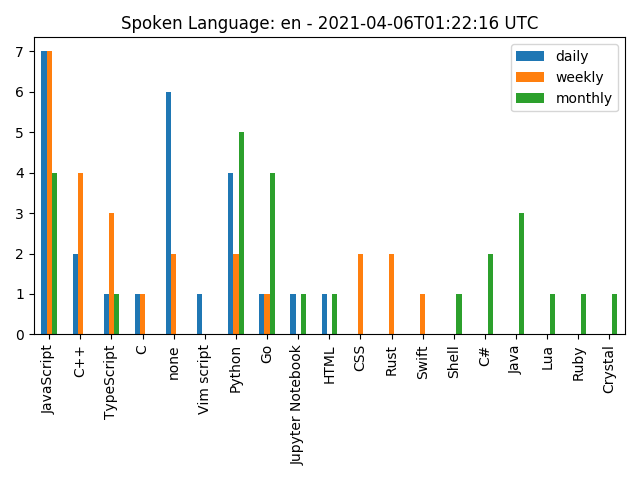 Spoken Language: en - 2021-04-06T01:22:16 UTC
daily
weekly
monthly
7
6
5
4
3
2
1
0
JavaScript
C++
TypeScript
C
none
Vim script
Python
Go
Jupyter Notebook
HTML
CSS
Rust
Swift
Shell
C#
Java
Lua
Ruby
Crystal